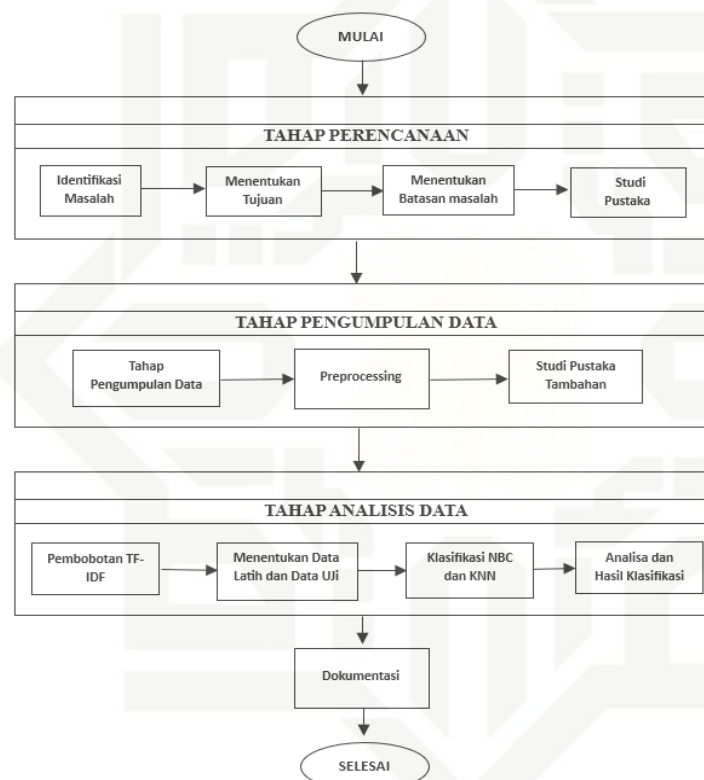 MULAI
TAHAP PERENCANAAN
Identifikasi
Masalah
Menentukan
Tujuan
Menentukan
Batasan masalah
Studi
Pustaka
TAHAP PENGUMPULAN DATA
Tahap
Pengumpulan Data
Preprocessing
Studi Pustaka
Tambahan
TAHAP ANALISIS DATA
Pembobotan TF-
IDF
Menentukan Data
Latih dan Data UJi
Klasifikasi NBC
dan KNN
Analisa dan
Hasil Klasifikasi
Dokumentasi
SELESAI